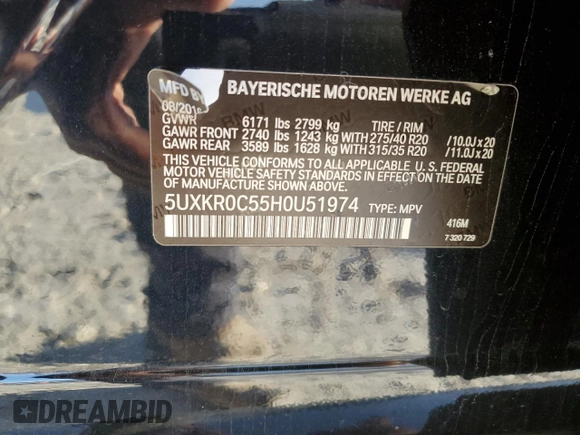 MFD BY BAYERISCHE MOTOREN WERKE AG
08/2016
GVWR 6171 lbs 2799 kg TIRE / RIM
GAWR FRONT 2740 lbs 1243 kg WITH 275/40 R20 /10.0J x 20
GAWR REAR 3589 lbs 1628 kg WITH 315/35 R20 /11.0J x 20
THIS VEHICLE CONFORMS TO ALL APPLICABLE U. S. FEDERAL
MOTOR VEHICLE SAFETY STANDARDS IN EFFECT ON THE
DATE OF MANUFACTURE SHOWN ABOVE.
5UXKR0C55H0U51974 TYPE: MPV
416M
7 320 729
DREAMBID